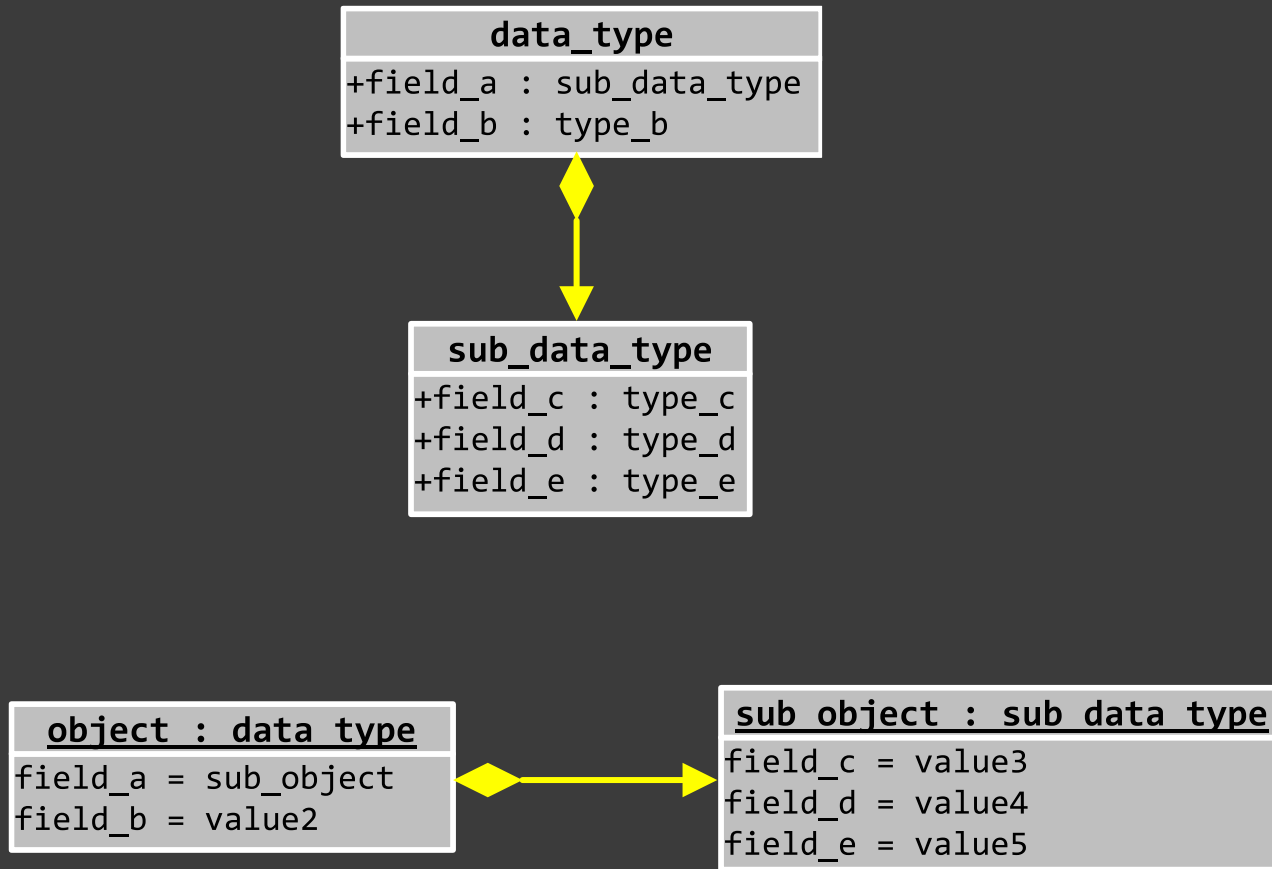 data_type
+field_a : sub_data_type
+field_b : type_b
sub_data_type
+field_c : type_c
+field_d : type_d
+field_e : type_e
object : data_type
field_a = sub_object
field_b = value2
sub_object : sub_data_type
field_c = value3
field_d = value4
field_e = value5